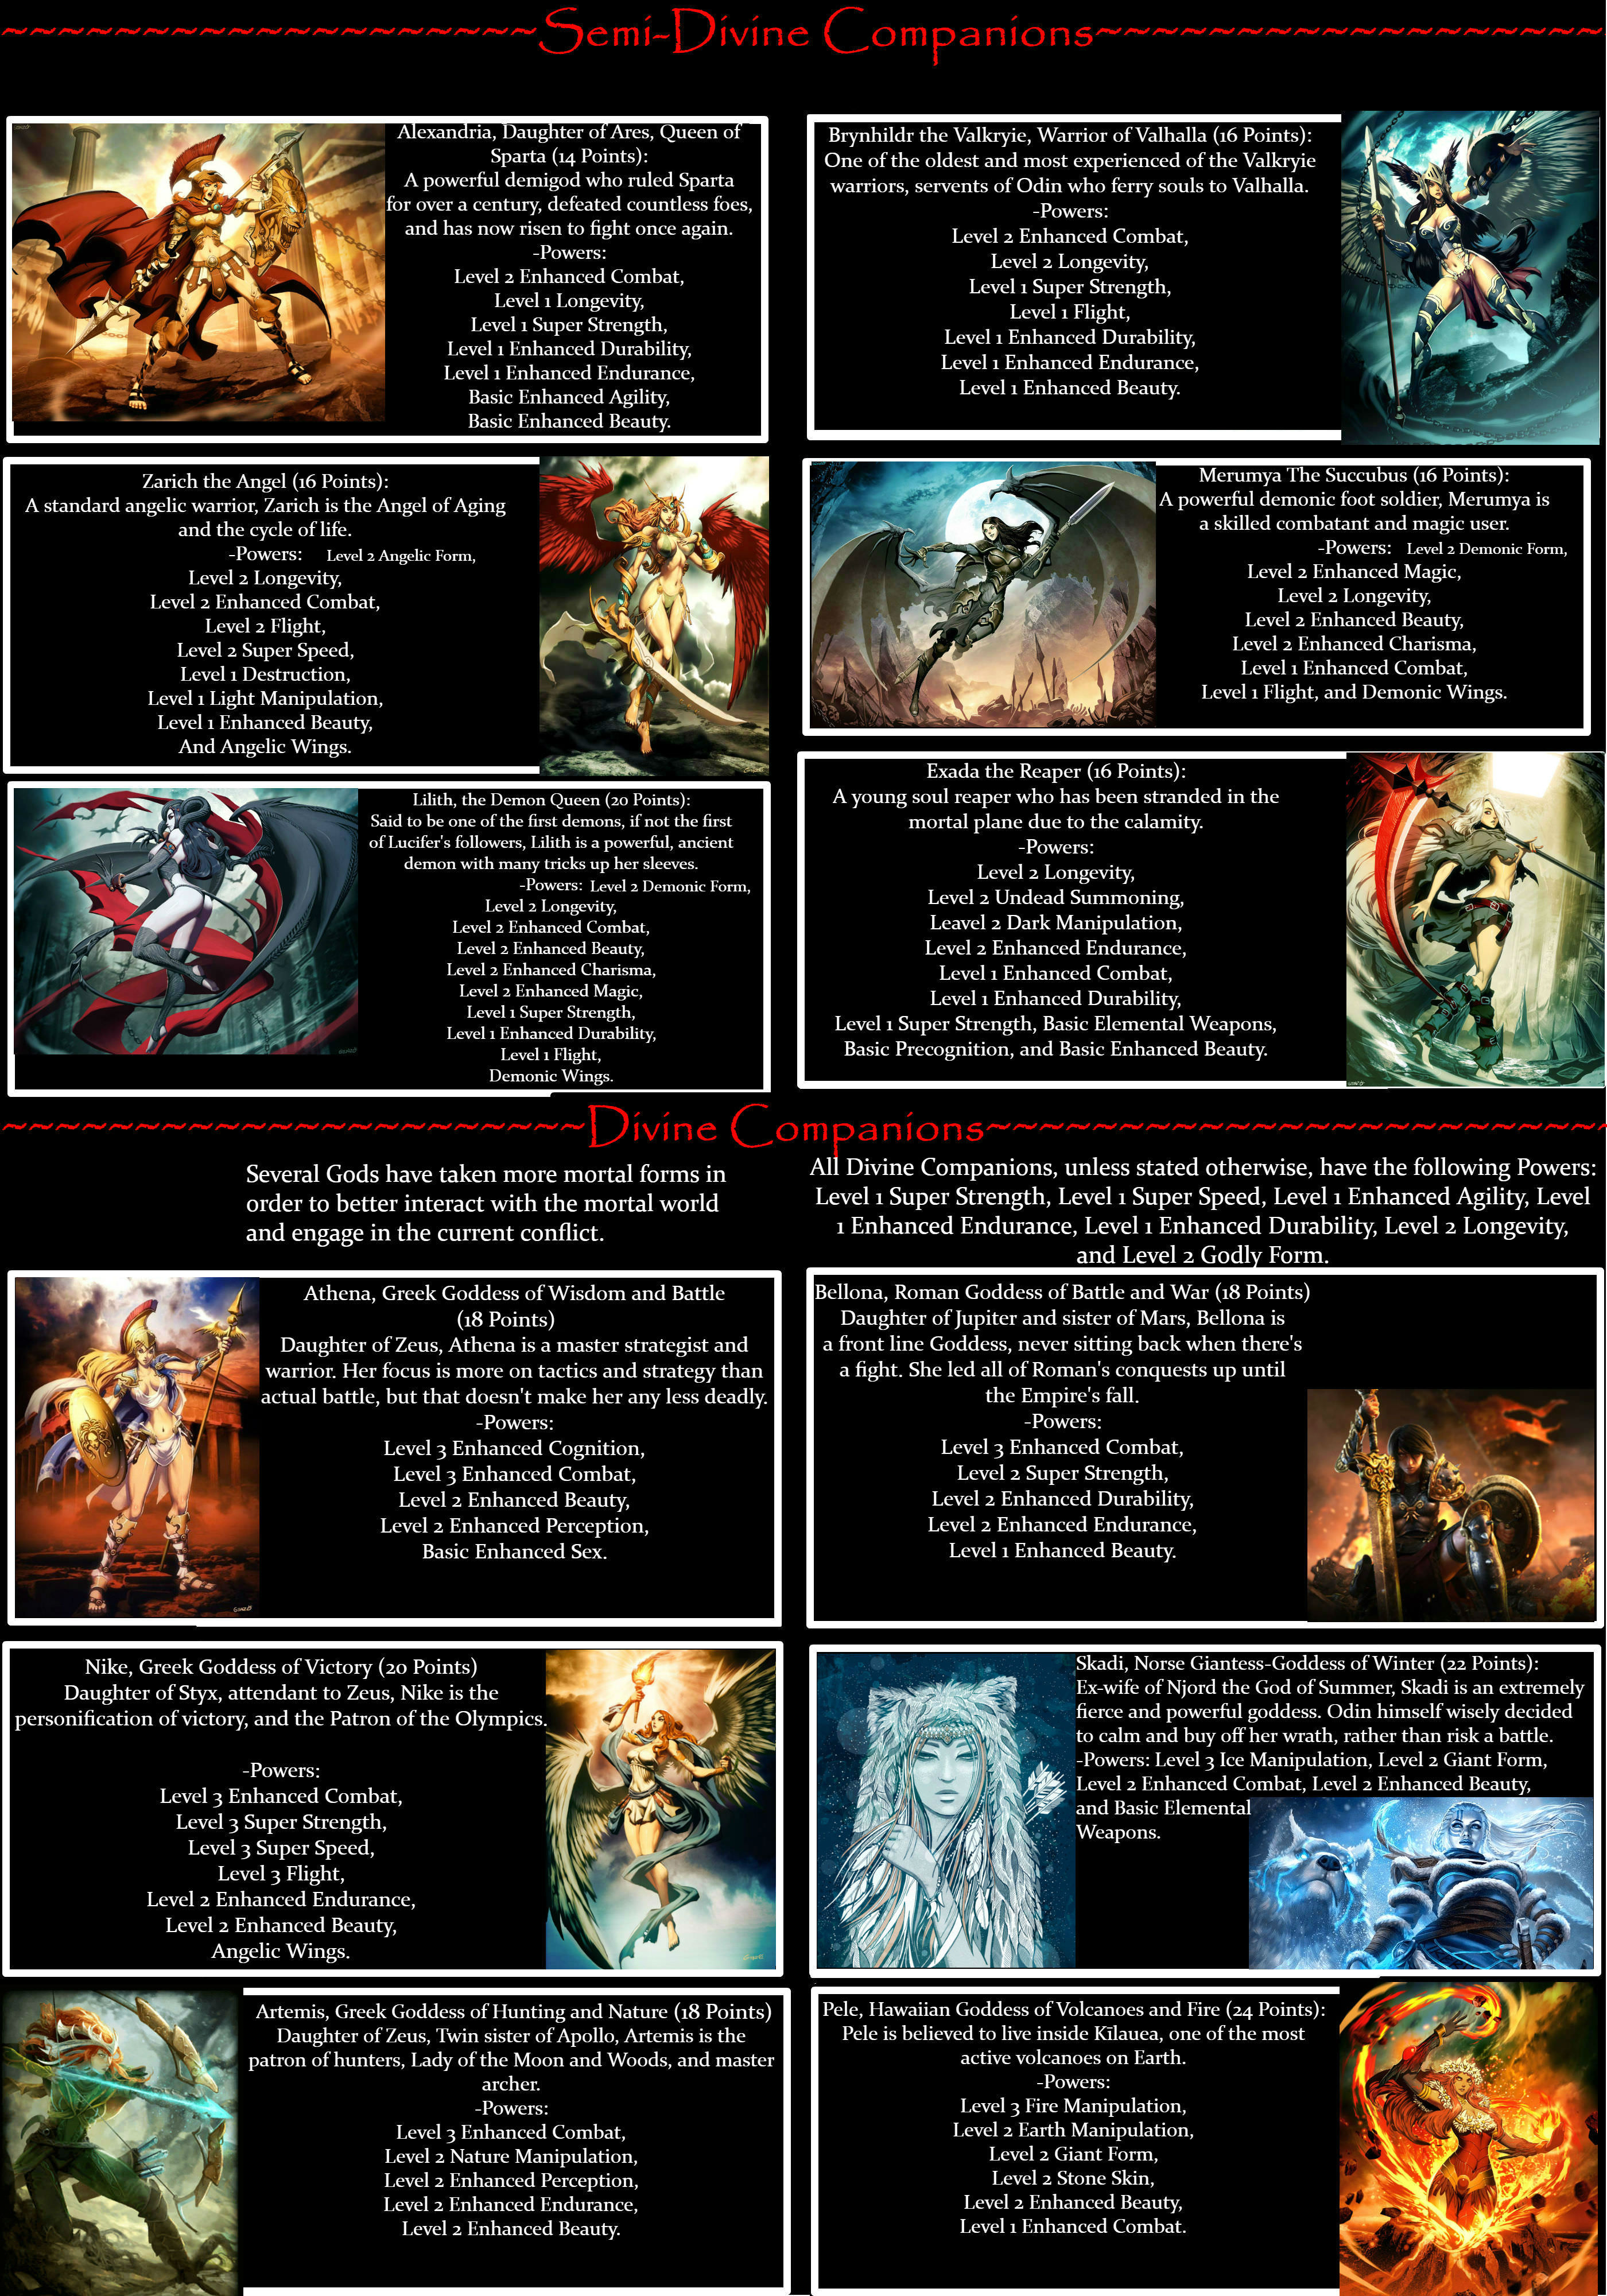 ~~~~~~~~~~~~~~~~~~~~Semi-Divine Companions~~~~~~~~~~~~~~~~~~~
Alexandria, Daughter of Ares, Queen of
Sparta (14 Points):
A powerful demigod who ruled Sparta
for over a century, defeated countless foes,
and has now risen to fight once again.
-Powers:
Level 2 Enhanced Combat,
Level 1 Longevity,
Level 1 Super Strength,
Level 1 Enhanced Durability,
Level 1 Enhanced Endurance,
Basic Enhanced Agility,
Basic Enhanced Beauty.
Brynhildr the Valkryie, Warrior of Valhalla (16 Points):
One of the oldest and most experienced of the Valkryie
warriors, servents of Odin who ferry souls to Valhalla.
-Powers:
Level 2 Enhanced Combat,
Level 2 Longevity,
Level 1 Super Strength,
Level 1 Flight,
Level 1 Enhanced Durability,
Level 1 Enhanced Endurance,
Level 1 Enhanced Beauty.
Zarich the Angel (16 Points):
A standard angelic warrior, Zarich is the Angel of Aging
and the cycle of life.
-Powers: Level 2 Angelic Form,
Level 2 Longevity,
Level 2 Enhanced Combat,
Level 2 Flight,
Level 2 Super Speed,
Level 1 Destruction,
Level 1 Light Manipulation,
Level 1 Enhanced Beauty,
And Angelic Wings.
Merumya The Succubus (16 Points):
A powerful demonic foot soldier, Merumya is
a skilled combatant and magic user.
-Powers: Level 2 Demonic Form,
Level 2 Enhanced Magic,
Level 2 Longevity,
Level 2 Enhanced Beauty,
Level 2 Enhanced Charisma,
Level 1 Enhanced Combat,
Level 1 Flight, and Demonic Wings.
Lilith, the Demon Queen (20 Points):
Said to be one of the first demons, if not the first
of Lucifer's followers, Lilith is a powerful, ancient
demon with many tricks up her sleeves.
-Powers: Level 2 Demonic Form,
Level 2 Longevity,
Level 2 Enhanced Combat,
Level 2 Enhanced Beauty,
Level 2 Enhanced Charisma,
Level 2 Enhanced Magic,
Level 1 Super Strength,
Level 1 Enhanced Durability,
Level 1 Flight,
Demonic Wings.
Exada the Reaper (16 Points):
A young soul reaper who has been stranded in the
mortal plane due to the calamity.
-Powers:
Level 2 Longevity,
Level 2 Undead Summoning,
Leavel 2 Dark Manipulation,
Level 2 Enhanced Endurance,
Level 1 Enhanced Combat,
Level 1 Enhanced Durability,
Level 1 Super Strength, Basic Elemental Weapons,
Basic Precognition, and Basic Enhanced Beauty.
~~~~~~~~~~~~~~~~~~~~~~Divine Companions~~~~~~~~~~~~~~~~~~~~~~~
Several Gods have taken more mortal forms in
order to better interact with the mortal world
and engage in the current conflict.
All Divine Companions, unless stated otherwise, have the following Powers:
Level 1 Super Strength, Level 1 Super Speed, Level 1 Enhanced Agility, Level
1 Enhanced Endurance, Level 1 Enhanced Durability, Level 2 Longevity,
and Level 2 Godly Form.
Athena, Greek Goddess of Wisdom and Battle
(18 Points)
Daughter of Zeus, Athena is a master strategist and
warrior. Her focus is more on tactics and strategy than
actual battle, but that doesn't make her any less deadly.
-Powers:
Level 3 Enhanced Cognition,
Level 3 Enhanced Combat,
Level 2 Enhanced Beauty,
Level 2 Enhanced Perception,
Basic Enhanced Sex.
Bellona, Roman Goddess of Battle and War (18 Points)
Daughter of Jupiter and sister of Mars, Bellona is
a front line Goddess, never sitting back when there's
a fight. She led all of Roman's conquests up until
the Empire's fall.
-Powers:
Level 3 Enhanced Combat,
Level 2 Super Strength,
Level 2 Enhanced Durability,
Level 2 Enhanced Endurance,
Level 1 Enhanced Beauty.
Nike, Greek Goddess of Victory (20 Points)
Daughter of Styx, attendant to Zeus, Nike is the
personification of victory, and the Patron of the Olympics.
-Powers:
Level 3 Enhanced Combat,
Level 3 Super Strength,
Level 3 Super Speed,
Level 3 Flight,
Level 2 Enhanced Endurance,
Level 2 Enhanced Beauty,
Angelic Wings.
Skadi, Norse Giantess-Goddess of Winter (22 Points):
Ex-wife of Njord the God of Summer, Skadi is an extremely
fierce and powerful goddess. Odin himself wisely decided
to calm and buy off her wrath, rather than risk a battle.
-Powers: Level 3 Ice Manipulation, Level 2 Giant Form,
Level 2 Enhanced Combat, Level 2 Enhanced Beauty,
and Basic Elemental
Weapons.
Artemis, Greek Goddess of Hunting and Nature (18 Points)
Daughter of Zeus, Twin sister of Apollo, Artemis is the
patron of hunters, Lady of the Moon and Woods, and master
archer.
-Powers:
Level 3 Enhanced Combat,
Level 2 Nature Manipulation,
Level 2 Enhanced Perception,
Level 2 Enhanced Endurance,
Level 2 Enhanced Beauty.
Pele, Hawaiian Goddess of Volcanoes and Fire (24 Points):
Pele is believed to live inside Kīlauea, one of the most
active volcanoes on Earth.
-Powers:
Level 3 Fire Manipulation,
Level 2 Earth Manipulation,
Level 2 Giant Form,
Level 2 Stone Skin,
Level 2 Enhanced Beauty,
Level 1 Enhanced Combat.